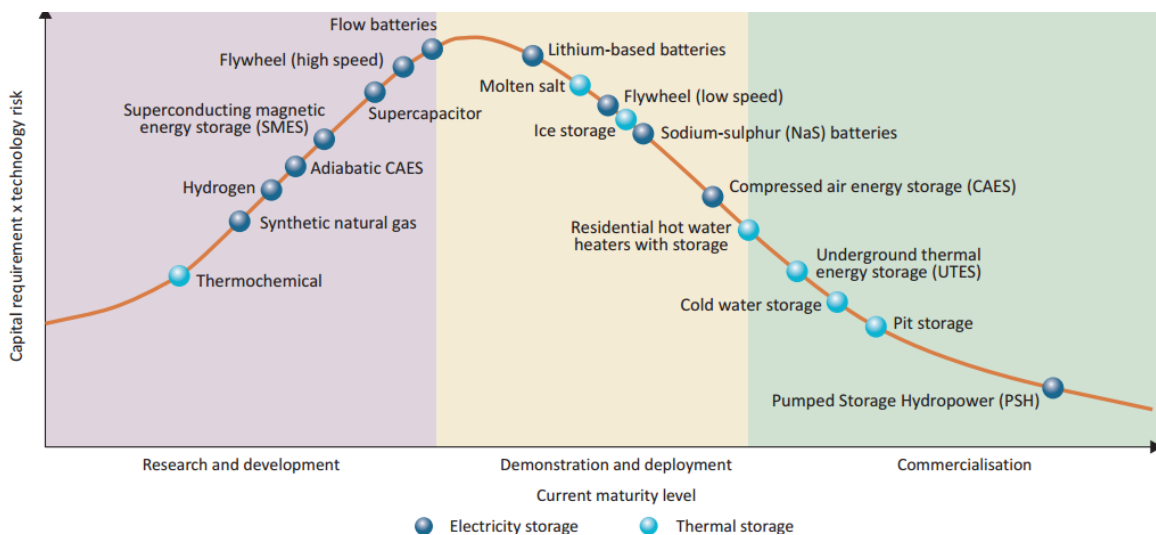 Capital requirement x technology risk
Flow batteries
Flywheel (high speed)
Supercapacitor
Superconducting magnetic
energy storage (SMES)
Adiabatic CAES
Hydrogen
Synthetic natural gas
Thermochemical
Lithium-based batteries
Molten salt
Flywheel (low speed)
Ice storage
Sodium-sulphur (NaS) batteries
Compressed air energy storage (CAES)
Residential hot water
heaters with storage
Underground thermal
energy storage (UTES)
Cold water storage
Pit storage
Pumped Storage Hydropower (PSH)
Research and development
Demonstration and deployment
Commercialisation
Current maturity level
Electricity storage
Thermal storage